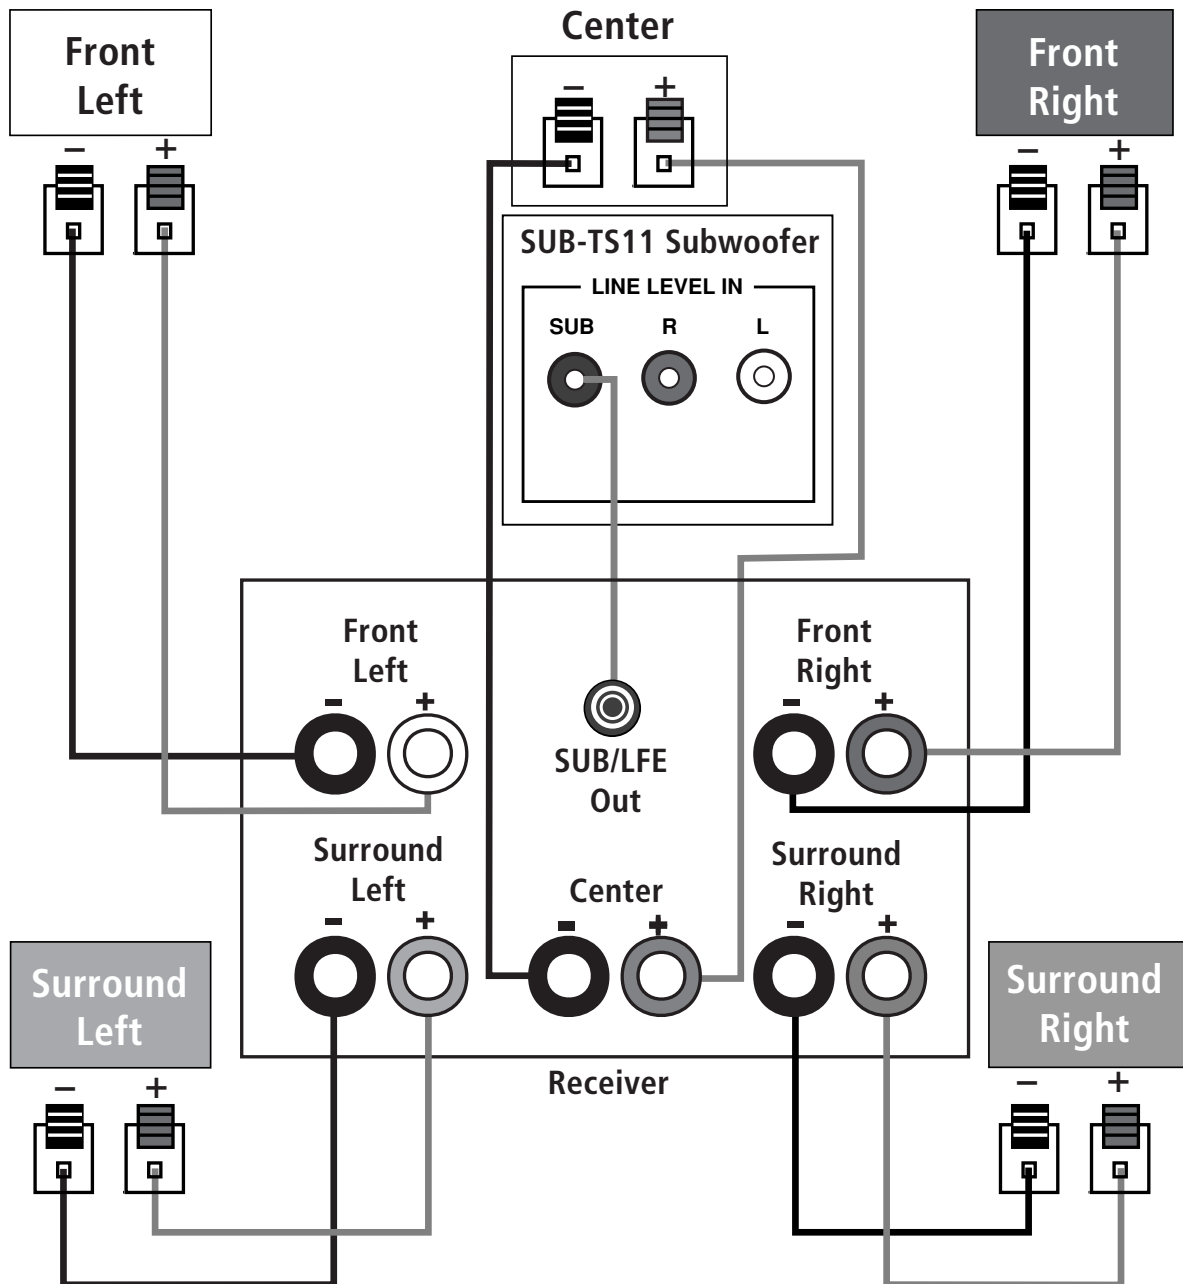 Center
Front
Left
Front
Right
- +
- +
- +
SUB-TS11 Subwoofer
LINE LEVEL IN
SUB R L
Front
Left
Front
Right
- +
- +
SUB/LFE
Out
Surround
Left
Center
Surround
Right
- +
- +
- +
Surround
Left
Surround
Right
Receiver
- +
- +